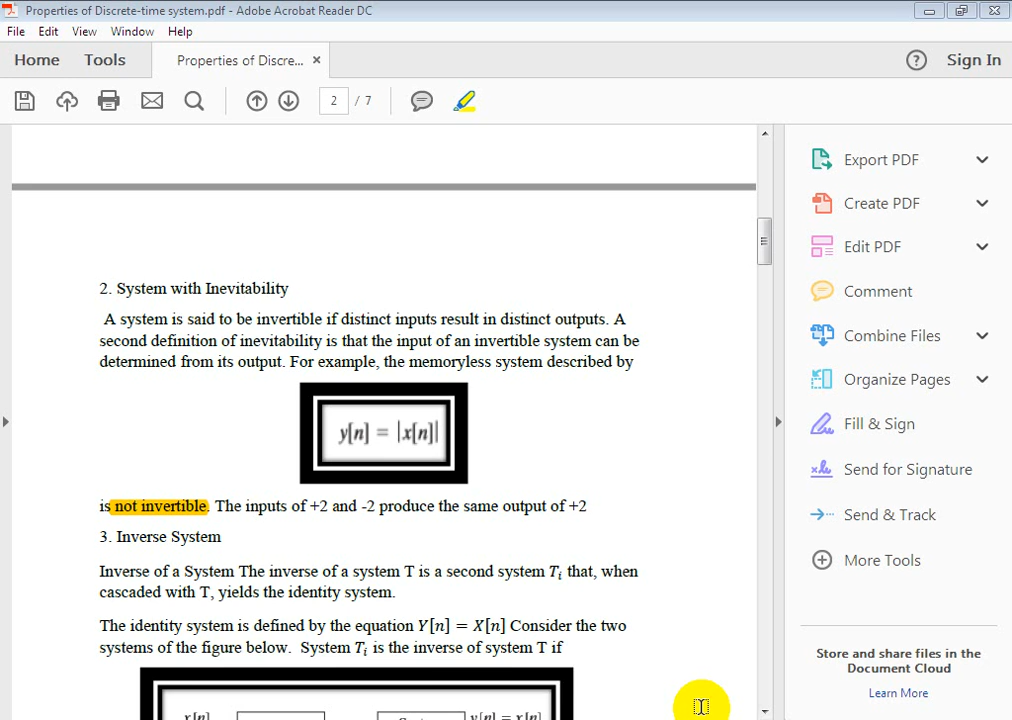 Properties of Discrete-time system.pdf - Adobe Acrobat Reader DC
File Edit View Window Help
Home Tools Properties of Discre... × ? Sign In
2 / 7
Export PDF
Create PDF
Edit PDF
Comment
Combine Files
Organize Pages
Fill & Sign
Send for Signature
Send & Track
More Tools
Store and share files in the
Document Cloud
Learn More
2. System with Inevitability
A system is said to be invertible if distinct inputs result in distinct outputs. A
second definition of inevitability is that the input of an invertible system can be
determined from its output. For example, the memoryless system described by
y[n] = |x[n]|
is not invertible. The inputs of +2 and -2 produce the same output of +2
3. Inverse System
Inverse of a System The inverse of a system T is a second system Tᵢ that, when
cascaded with T, yields the identity system.
The identity system is defined by the equation Y[n] = X[n] Consider the two
systems of the figure below. System Tᵢ is the inverse of system T if
x[n] y[n] = x[n]